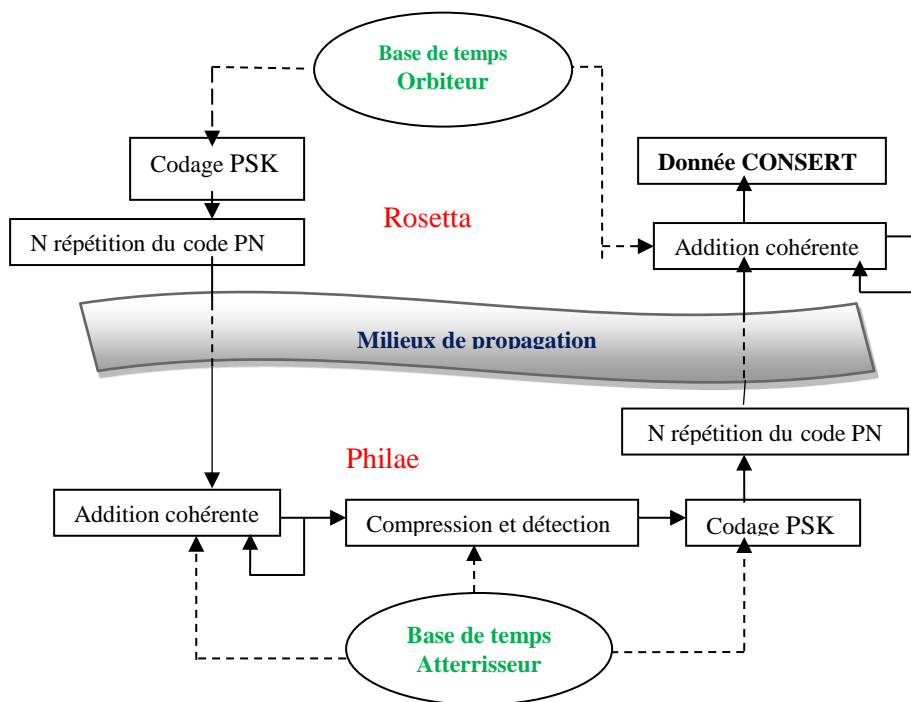 Base de temps
Orbiteur
Codage PSK
Donnée CONSERT
Rosetta
N répétition du code PN
Addition cohérente
Milieux de propagation
N répétition du code PN
Philae
Addition cohérente
Compression et détection
Codage PSK
Base de temps
Atterrisseur